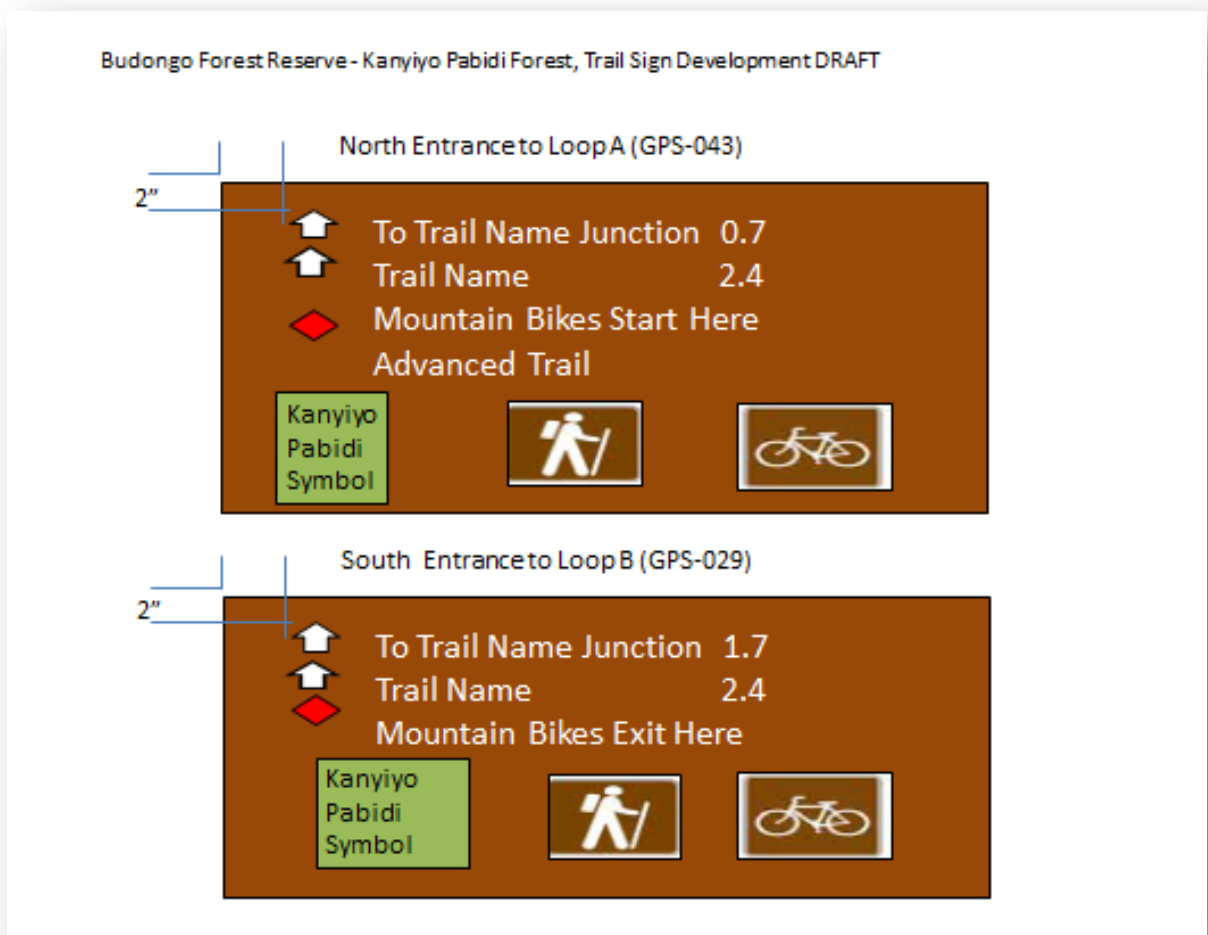 Budongo Forest Reserve - Kanyiyo Pabidi Forest, Trail Sign Development DRAFT
North Entrance to Loop A (GPS-043)
2”
To Trail Name Junction 0.7
Trail Name 2.4
Mountain Bikes Start Here
Advanced Trail
Kanyiyo
Pabidi
Symbol
South Entrance to Loop B (GPS-029)
2”
To Trail Name Junction 1.7
Trail Name 2.4
Mountain Bikes Exit Here
Kanyiyo
Pabidi
Symbol